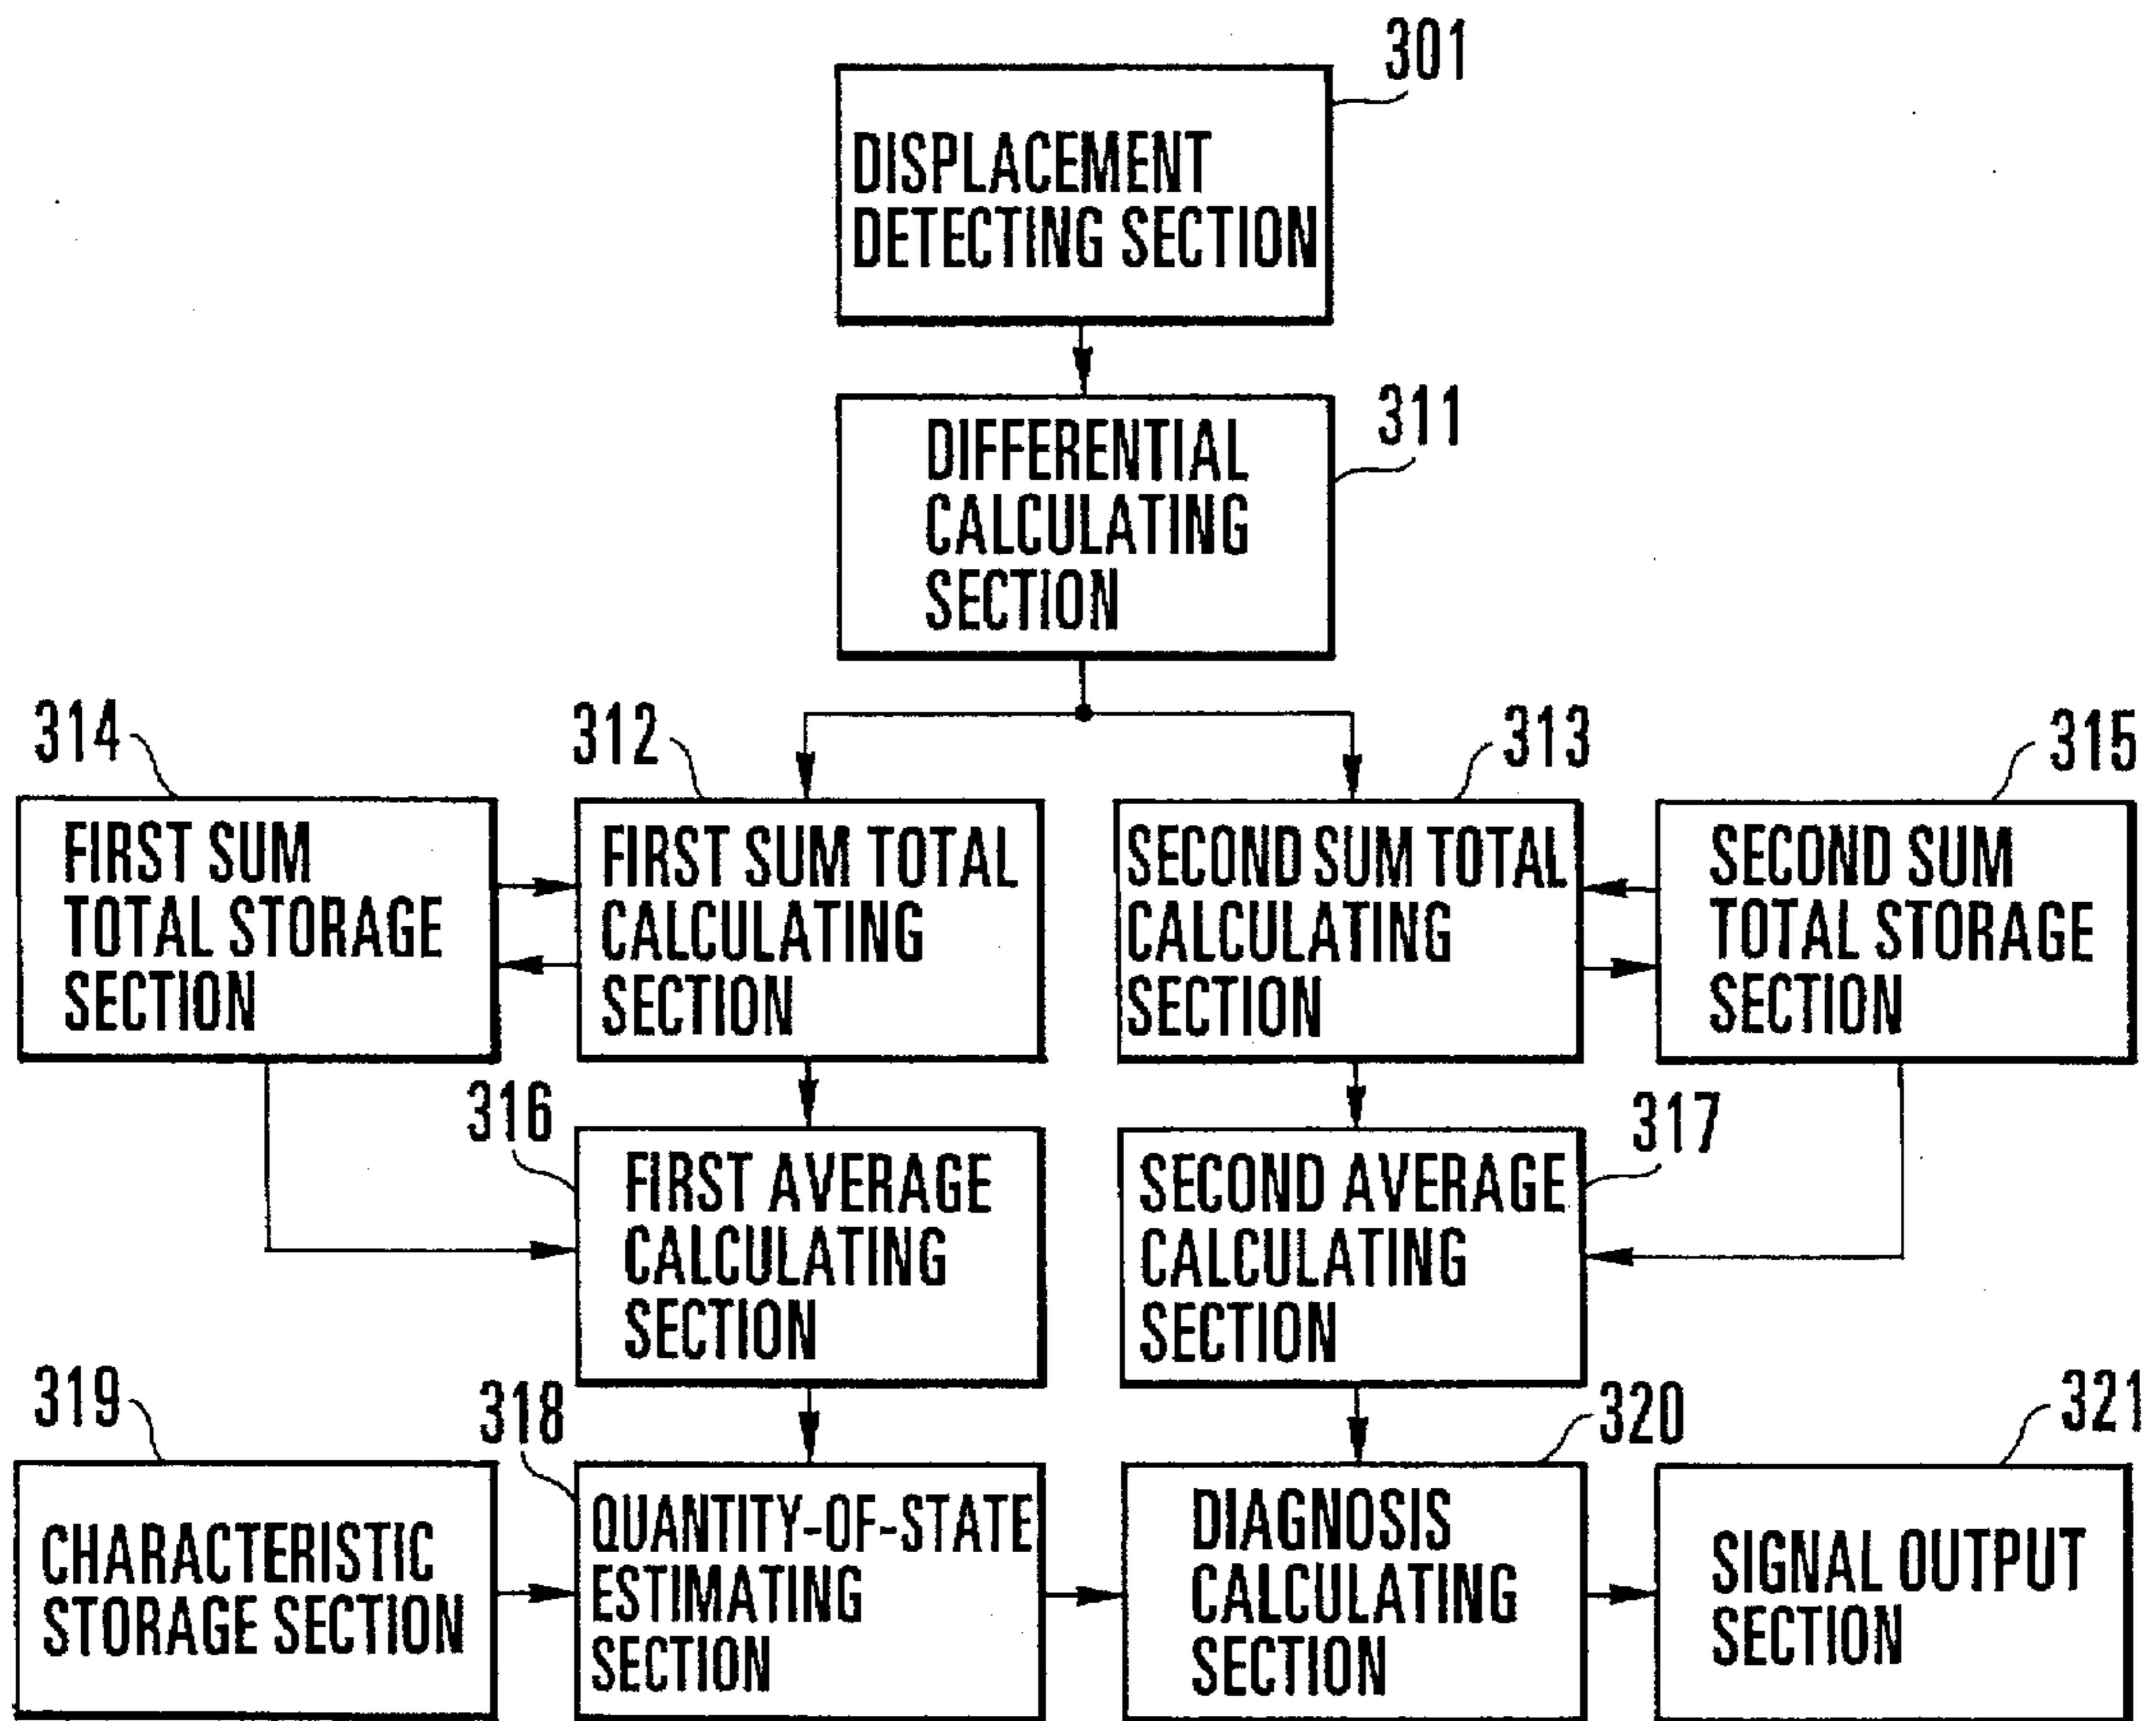 301
DISPLACEMENT
DETECTING SECTION
311
DIFFERENTIAL
CALCULATING
SECTION
314
FIRST SUM
TOTAL STORAGE
SECTION
312
FIRST SUM TOTAL
CALCULATING
SECTION
313
SECOND SUM TOTAL
CALCULATING
SECTION
315
SECOND SUM
TOTAL STORAGE
SECTION
316
FIRST AVERAGE
CALCULATING
SECTION
317
SECOND AVERAGE
CALCULATING
SECTION
319
CHARACTERISTIC
STORAGE SECTION
318
QUANTITY-OF-STATE
ESTIMATING
SECTION
320
DIAGNOSIS
CALCULATING
SECTION
321
SIGNAL OUTPUT
SECTION